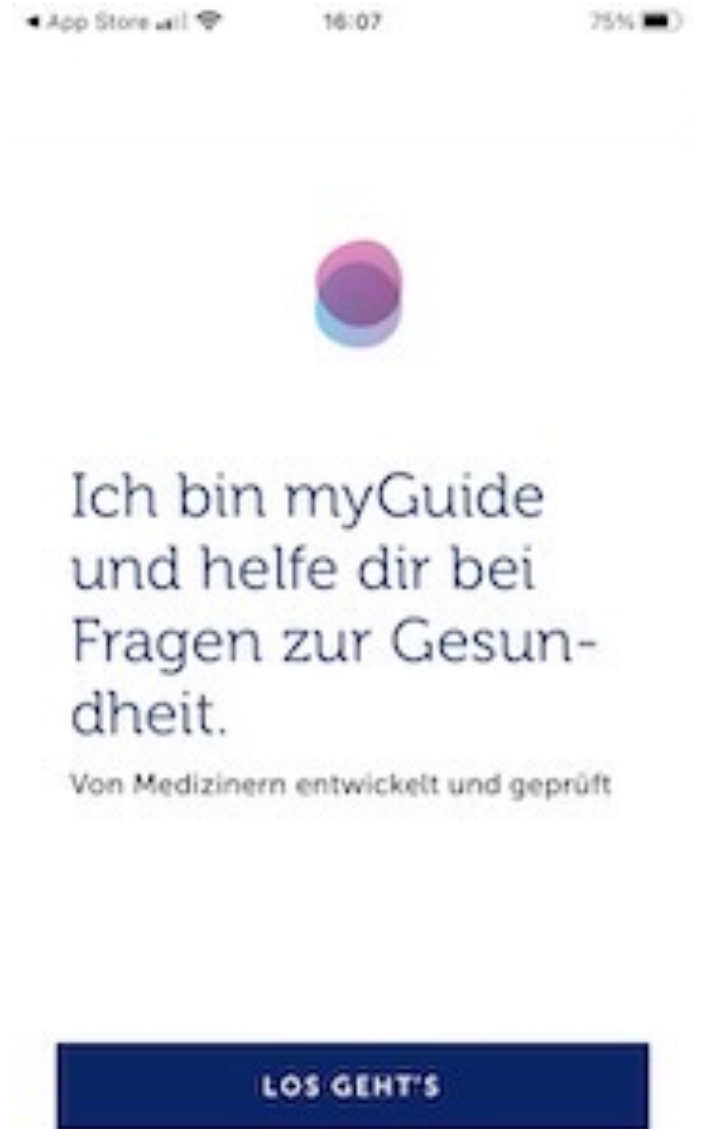 ◀ App Store 16:07 75%
Ich bin myGuide
und helfe dir bei
Fragen zur Gesun-
dheit.
Von Medizinern entwickelt und geprüft
LOS GEHT'S